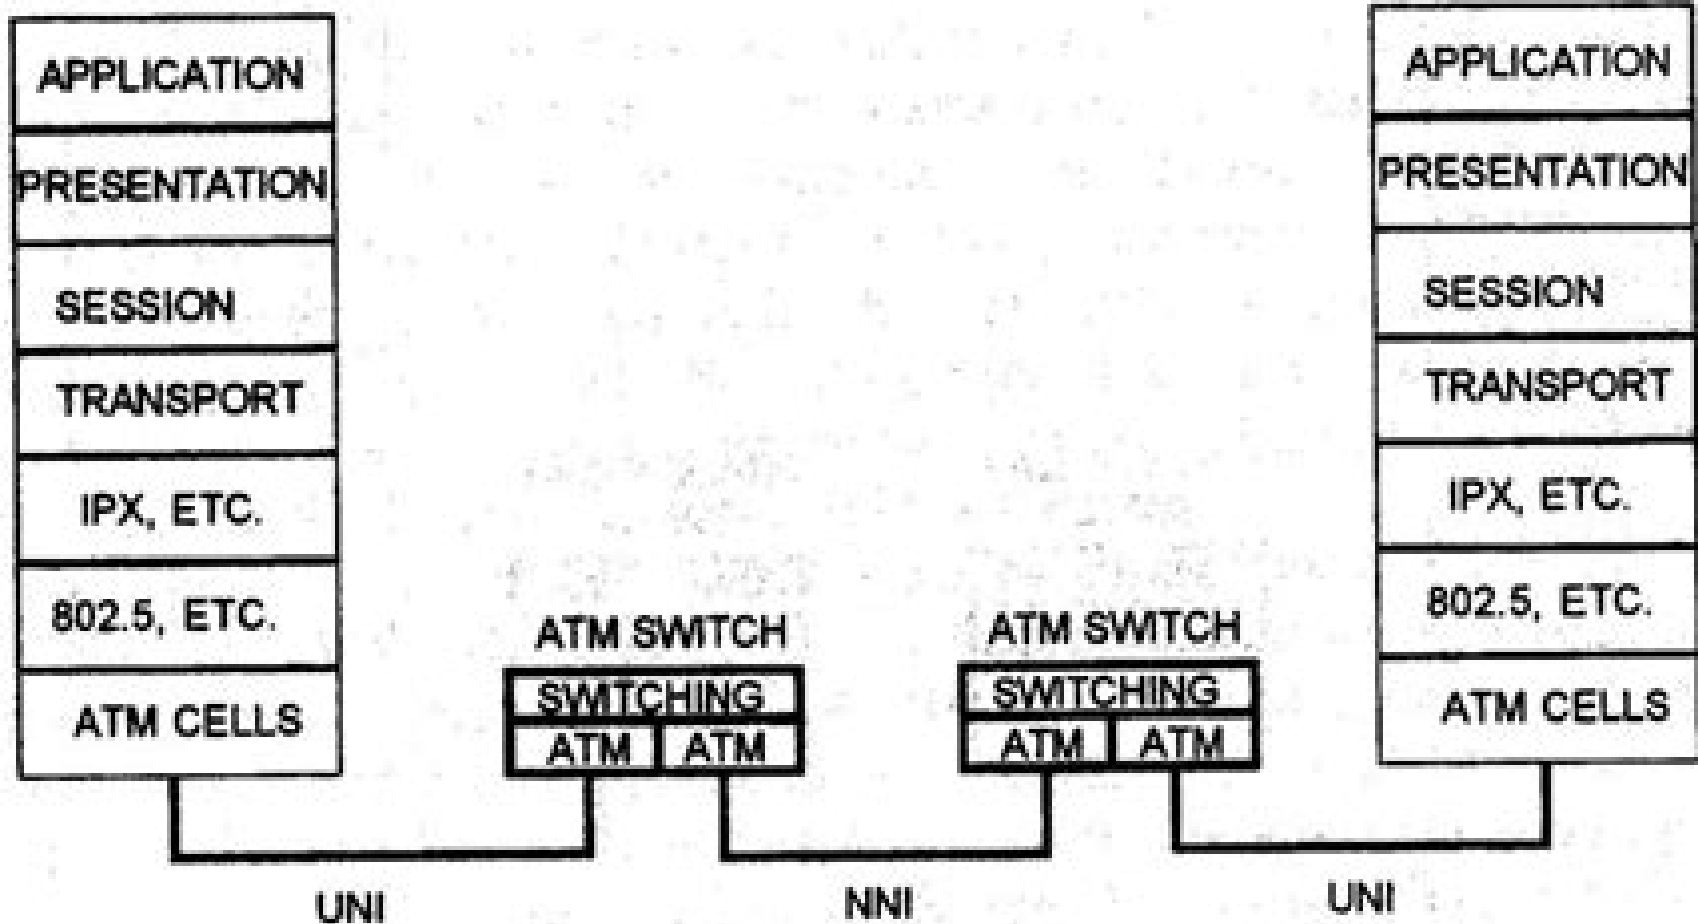 APPLICATION
PRESENTATION
SESSION
TRANSPORT
IPX, ETC.
802.5, ETC.
ATM CELLS
ATM SWITCH
SWITCHING
ATM ATM
ATM SWITCH
SWITCHING
ATM ATM
APPLICATION
PRESENTATION
SESSION
TRANSPORT
IPX, ETC.
802.5, ETC.
ATM CELLS
UNI
NNI
UNI